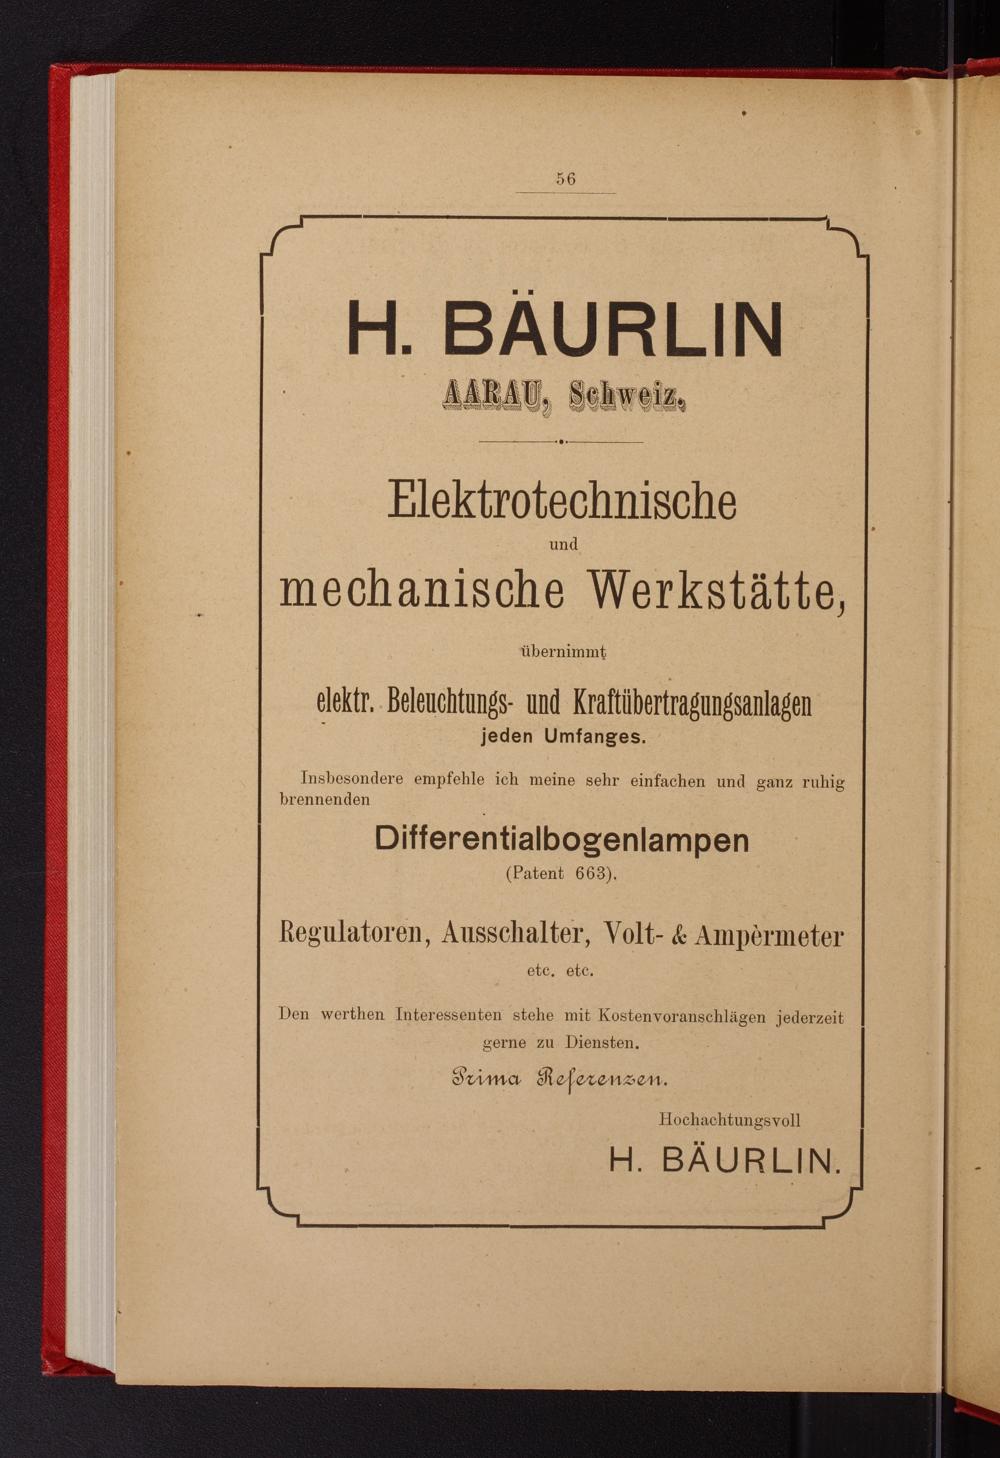 56
H. BÄURLIN
AARAU, Schweiz.
Elektrotechnische
und
mechanische Werkstätte,
übernimmt
elektr. Beleuchtungs- und Kraftübertragungsanlagen
jeden Umfanges.
Insbesondere empfehle ich meine sehr einfachen und ganz ruhig
brennenden
Differentialbogenlampen
(Patent 663).
Regulatoren, Ausschalter, Volt- & Ampèrmeter
etc. etc.
Den werthen Interessenten stehe mit Kostenvoranschlägen jederzeit
gerne zu Diensten.
Prima Referenzen.
Hochachtungsvoll
H. BÄURLIN.